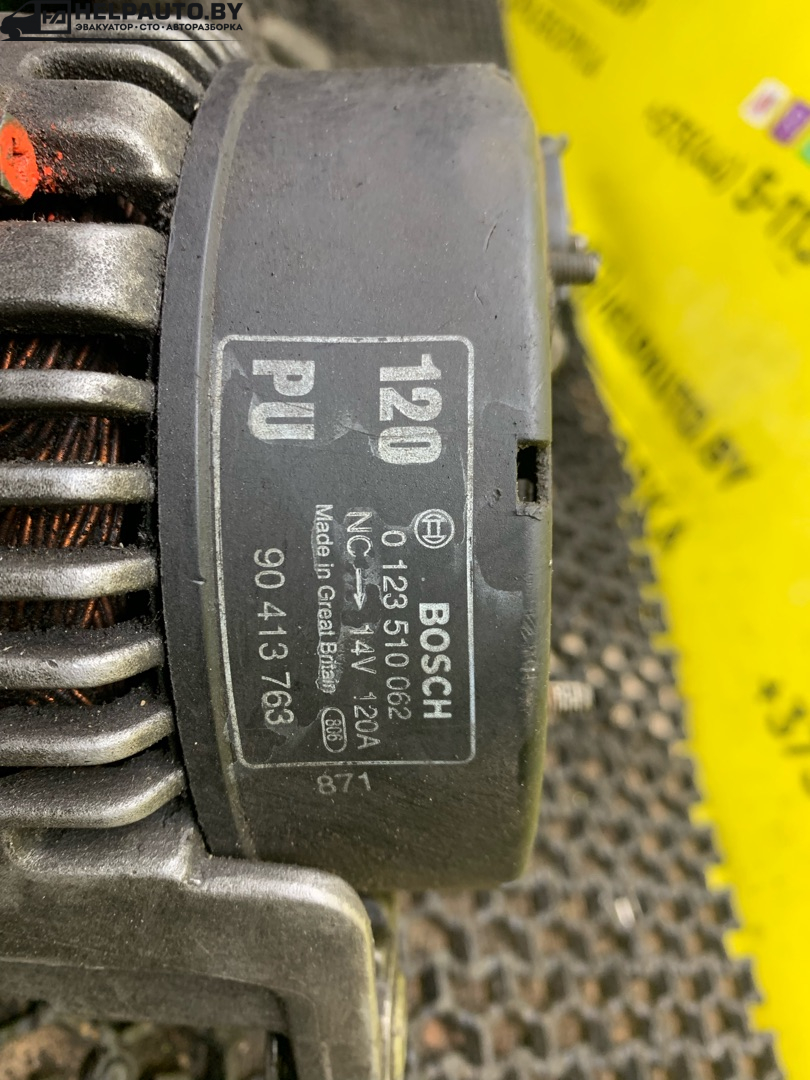 HELPAUTO.BY
ЭВАКУАТОР • СТО • АВТОРАЗБОРКА
120
PU
BOSCH
0 123 510 062
NC → 14V 120A
Made in Great Britain 806
90 413 763
871